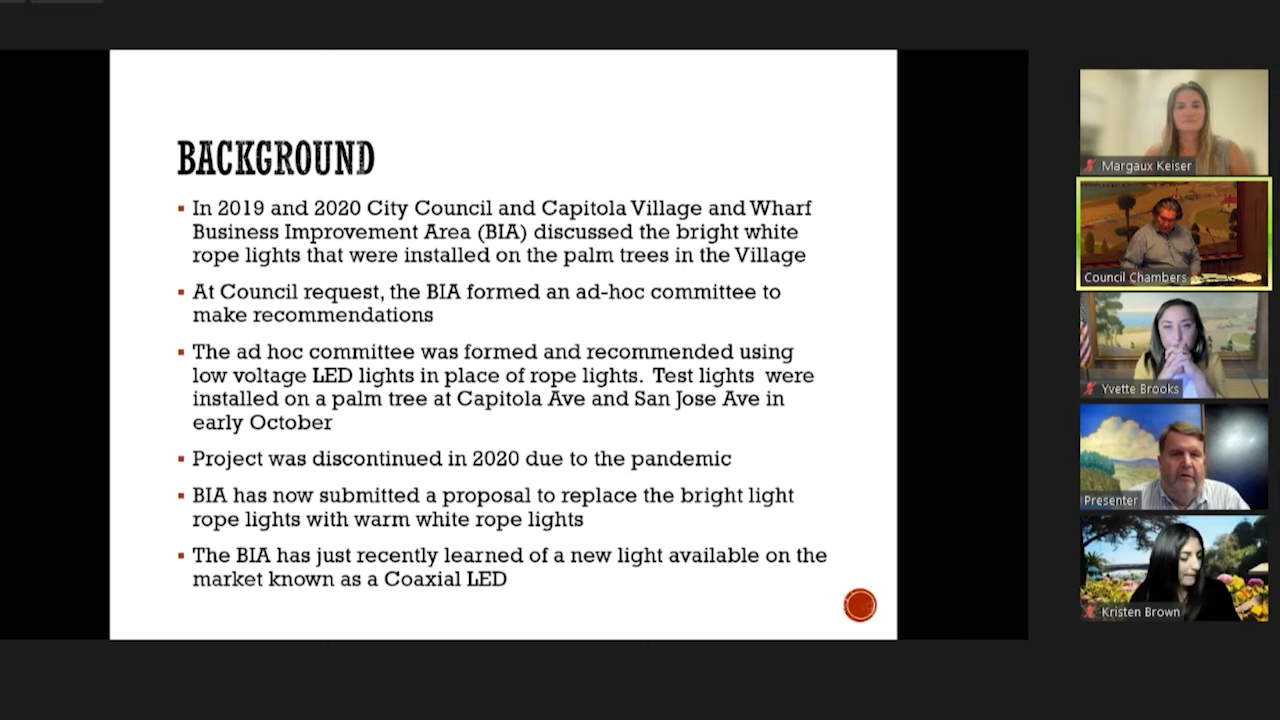 BACKGROUND
In 2019 and 2020 City Council and Capitola Village and Wharf
Business Improvement Area (BIA) discussed the bright white
rope lights that were installed on the palm trees in the Village
At Council request, the BIA formed an ad-hoc committee to
make recommendations
The ad hoc committee was formed and recommended using
low voltage LED lights in place of rope lights. Test lights were
installed on a palm tree at Capitola Ave and San Jose Ave in
early October
Project was discontinued in 2020 due to the pandemic
BIA has now submitted a proposal to replace the bright light
rope lights with warm white rope lights
The BIA has just recently learned of a new light available on the
market known as a Coaxial LED
Margaux Keiser
Council Chambers
Yvette Brooks
Presenter
Kristen Brown